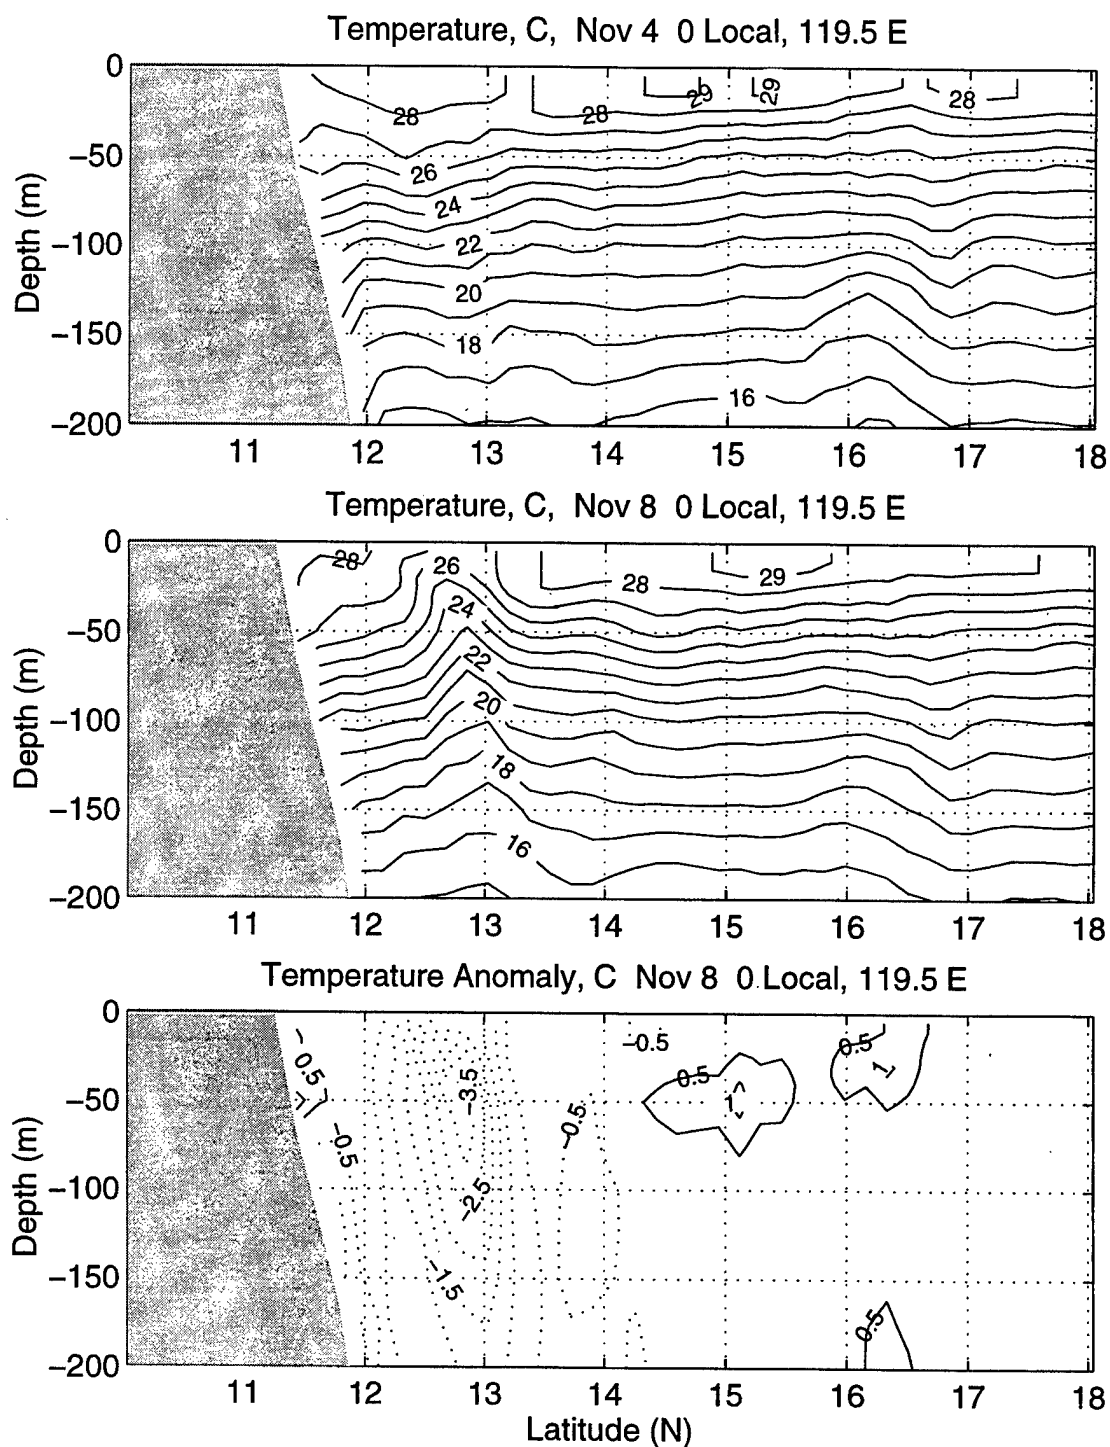 Temperature, C, Nov 4 0 Local, 119.5 E
0
−50
−100
−150
−200
Depth (m)
28 28 29 29 28
26
24
22
20
18
16
11 12 13 14 15 16 17 18
Temperature, C, Nov 8 0 Local, 119.5 E
0
−50
−100
−150
−200
Depth (m)
28 26 28 29
24
22
20
18
16
11 12 13 14 15 16 17 18
Temperature Anomaly, C Nov 8 0 Local, 119.5 E
0
−50
−100
−150
−200
Depth (m)
−0.5 −3.5 −0.5 0.5 0.5 1
−0.5 −0.5 1
−2.5
−1.5
0.5
11 12 13 14 15 16 17 18
Latitude (N)